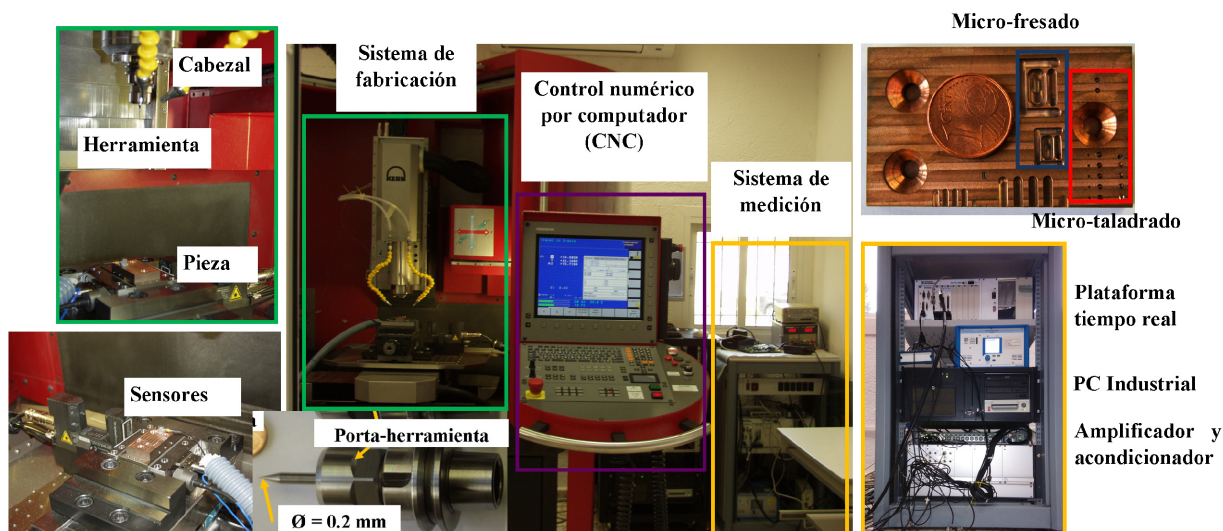 Cabezal
Herramienta
Pieza
Sensores
Sistema de
fabricación
KERN
Porta-herramienta
Ø = 0.2 mm
Control numérico
por computador
(CNC)
Sistema de
medición
Micro-fresado
Micro-taladrado
Plataforma
tiempo real
PC Industrial
Amplificador y
acondicionador